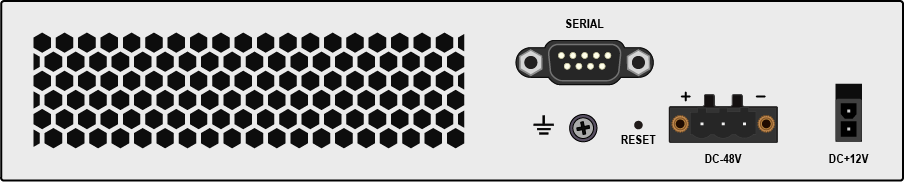 SERIAL
+ −
RESET
DC-48V
DC+12V